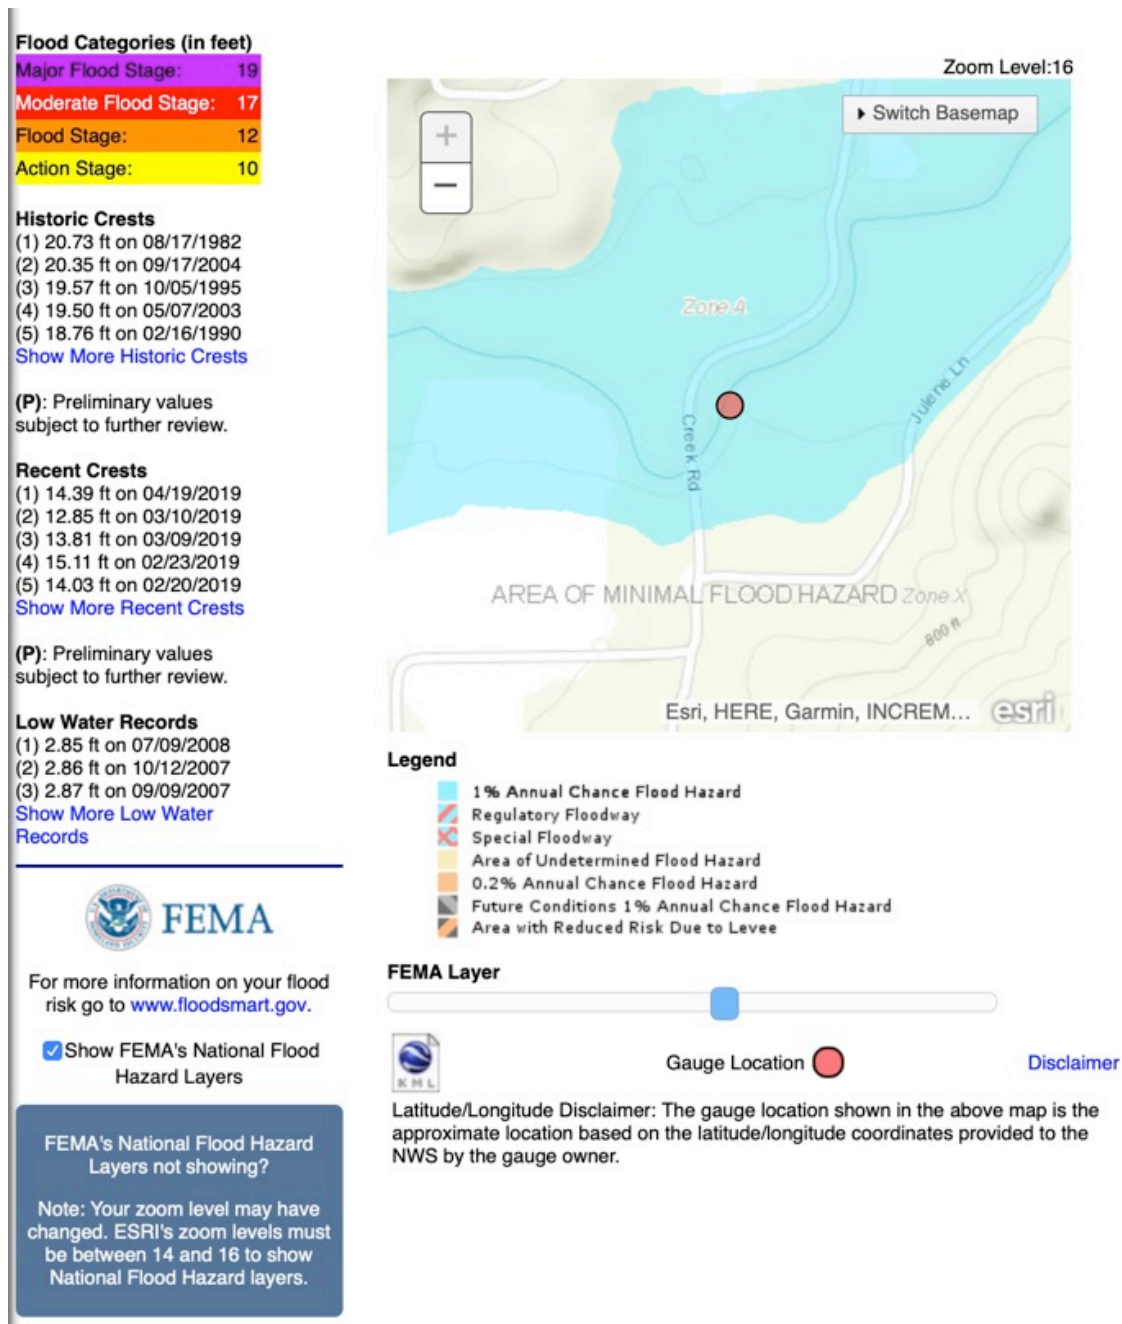 Flood Categories (in feet)
Major Flood Stage: 19
Moderate Flood Stage: 17
Flood Stage: 12
Action Stage: 10
Historic Crests
(1) 20.73 ft on 08/17/1982
(2) 20.35 ft on 09/17/2004
(3) 19.57 ft on 10/05/1995
(4) 19.50 ft on 05/07/2003
(5) 18.76 ft on 02/16/1990
Show More Historic Crests
(P): Preliminary values
subject to further review.
Recent Crests
(1) 14.39 ft on 04/19/2019
(2) 12.85 ft on 03/10/2019
(3) 13.81 ft on 03/09/2019
(4) 15.11 ft on 02/23/2019
(5) 14.03 ft on 02/20/2019
Show More Recent Crests
(P): Preliminary values
subject to further review.
Low Water Records
(1) 2.85 ft on 07/09/2008
(2) 2.86 ft on 10/12/2007
(3) 2.87 ft on 09/09/2007
Show More Low Water
Records
FEMA
For more information on your flood
risk go to www.floodsmart.gov.
Show FEMA's National Flood
Hazard Layers
FEMA's National Flood Hazard
Layers not showing?
Note: Your zoom level may have
changed. ESRI's zoom levels must
be between 14 and 16 to show
National Flood Hazard layers.
Zoom Level:16
+
Switch Basemap
−
Zone A
Julene Ln
Creek Rd
AREA OF MINIMAL FLOOD HAZARD Zone X
800 ft
Esri, HERE, Garmin, INCREM... esri
Legend
1% Annual Chance Flood Hazard
Regulatory Floodway
Special Floodway
Area of Undetermined Flood Hazard
0.2% Annual Chance Flood Hazard
Future Conditions 1% Annual Chance Flood Hazard
Area with Reduced Risk Due to Levee
FEMA Layer
KML
Gauge Location
Disclaimer
Latitude/Longitude Disclaimer: The gauge location shown in the above map is the
approximate location based on the latitude/longitude coordinates provided to the
NWS by the gauge owner.